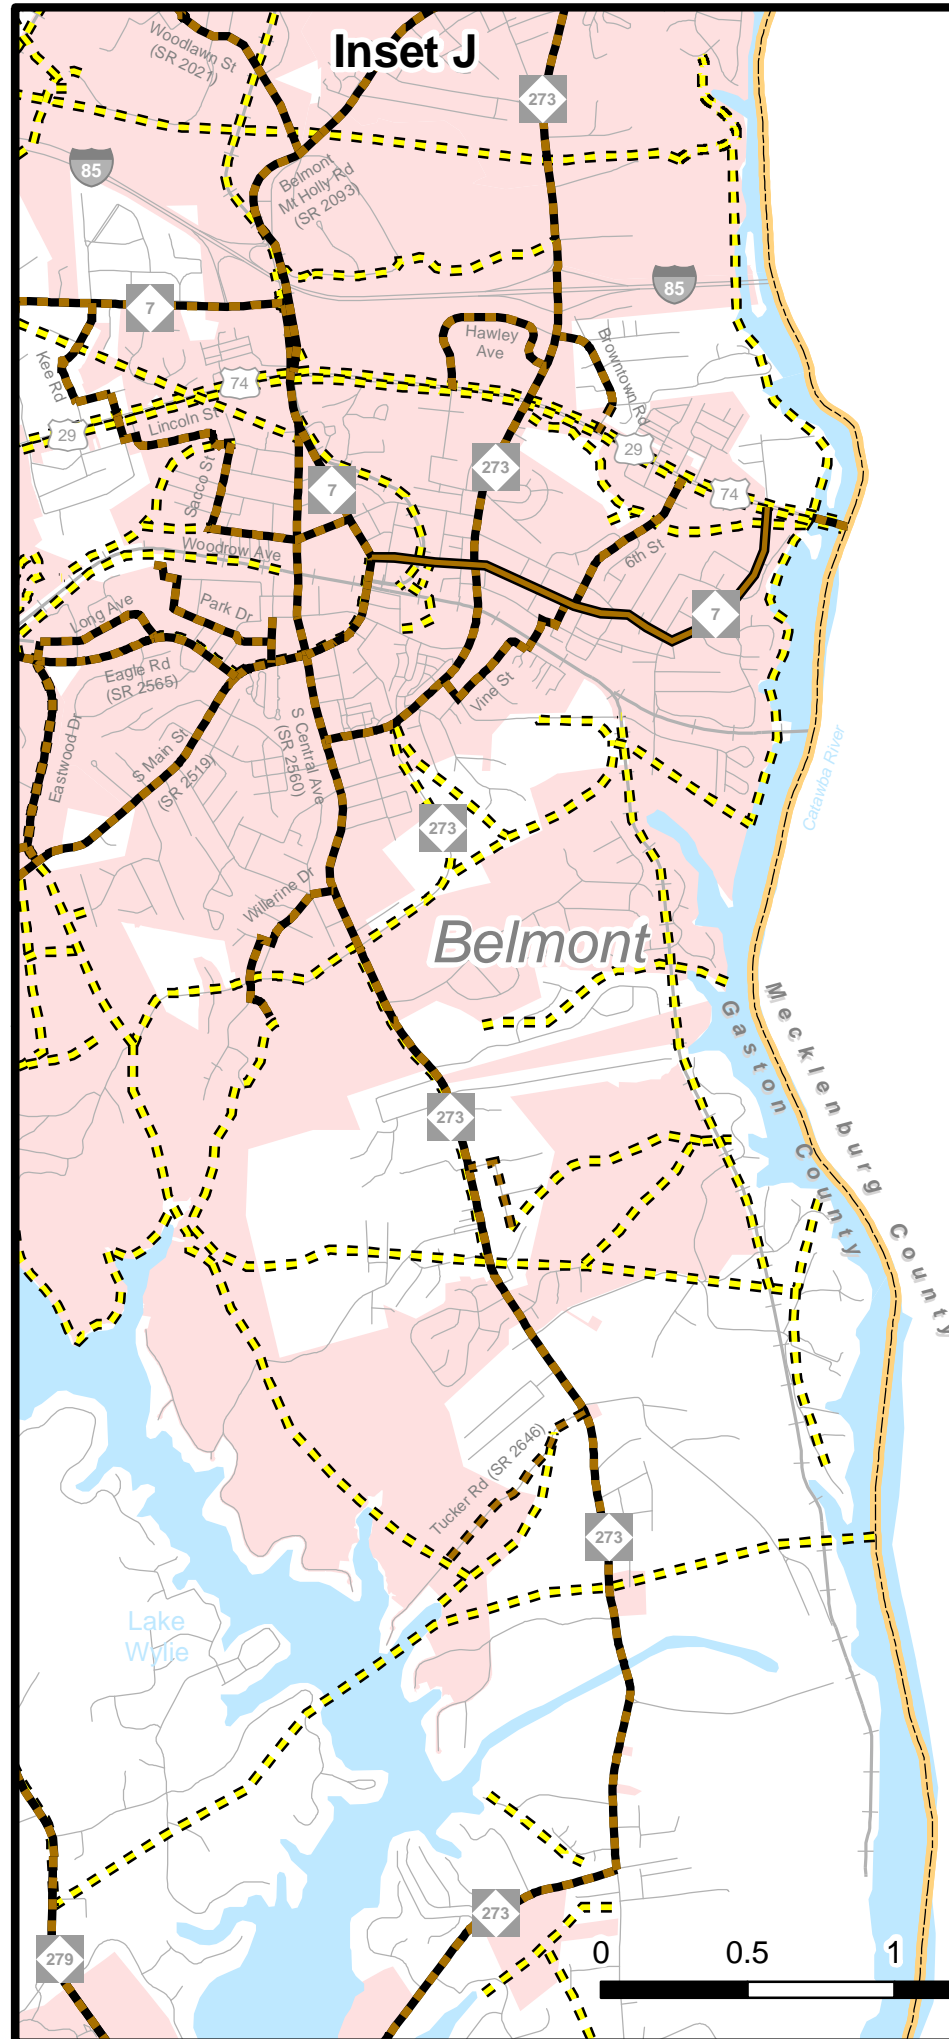 Inset J
Woodlawn St
(SR 2021)
273
85
Belmont
Mt Holly Rd
(SR 2093)
85
7
Hawley
Ave
Browntown Rd
Kee Rd
74
Lincoln St
29
29
273
74
Sacco St
7
Woodrow Ave
6th St
Long Ave
Park Dr
7
Eagle Rd
(SR 2565)
Vine St
Eastwood Dr
S Main St
(SR 2519)
S Central Ave
(SR 2560)
Catawba River
273
Willerine Dr
Belmont
Mecklenburg County
Gaston County
273
Tucker Rd (SR 2646)
273
Lake
Wylie
273
279
0 0.5 1